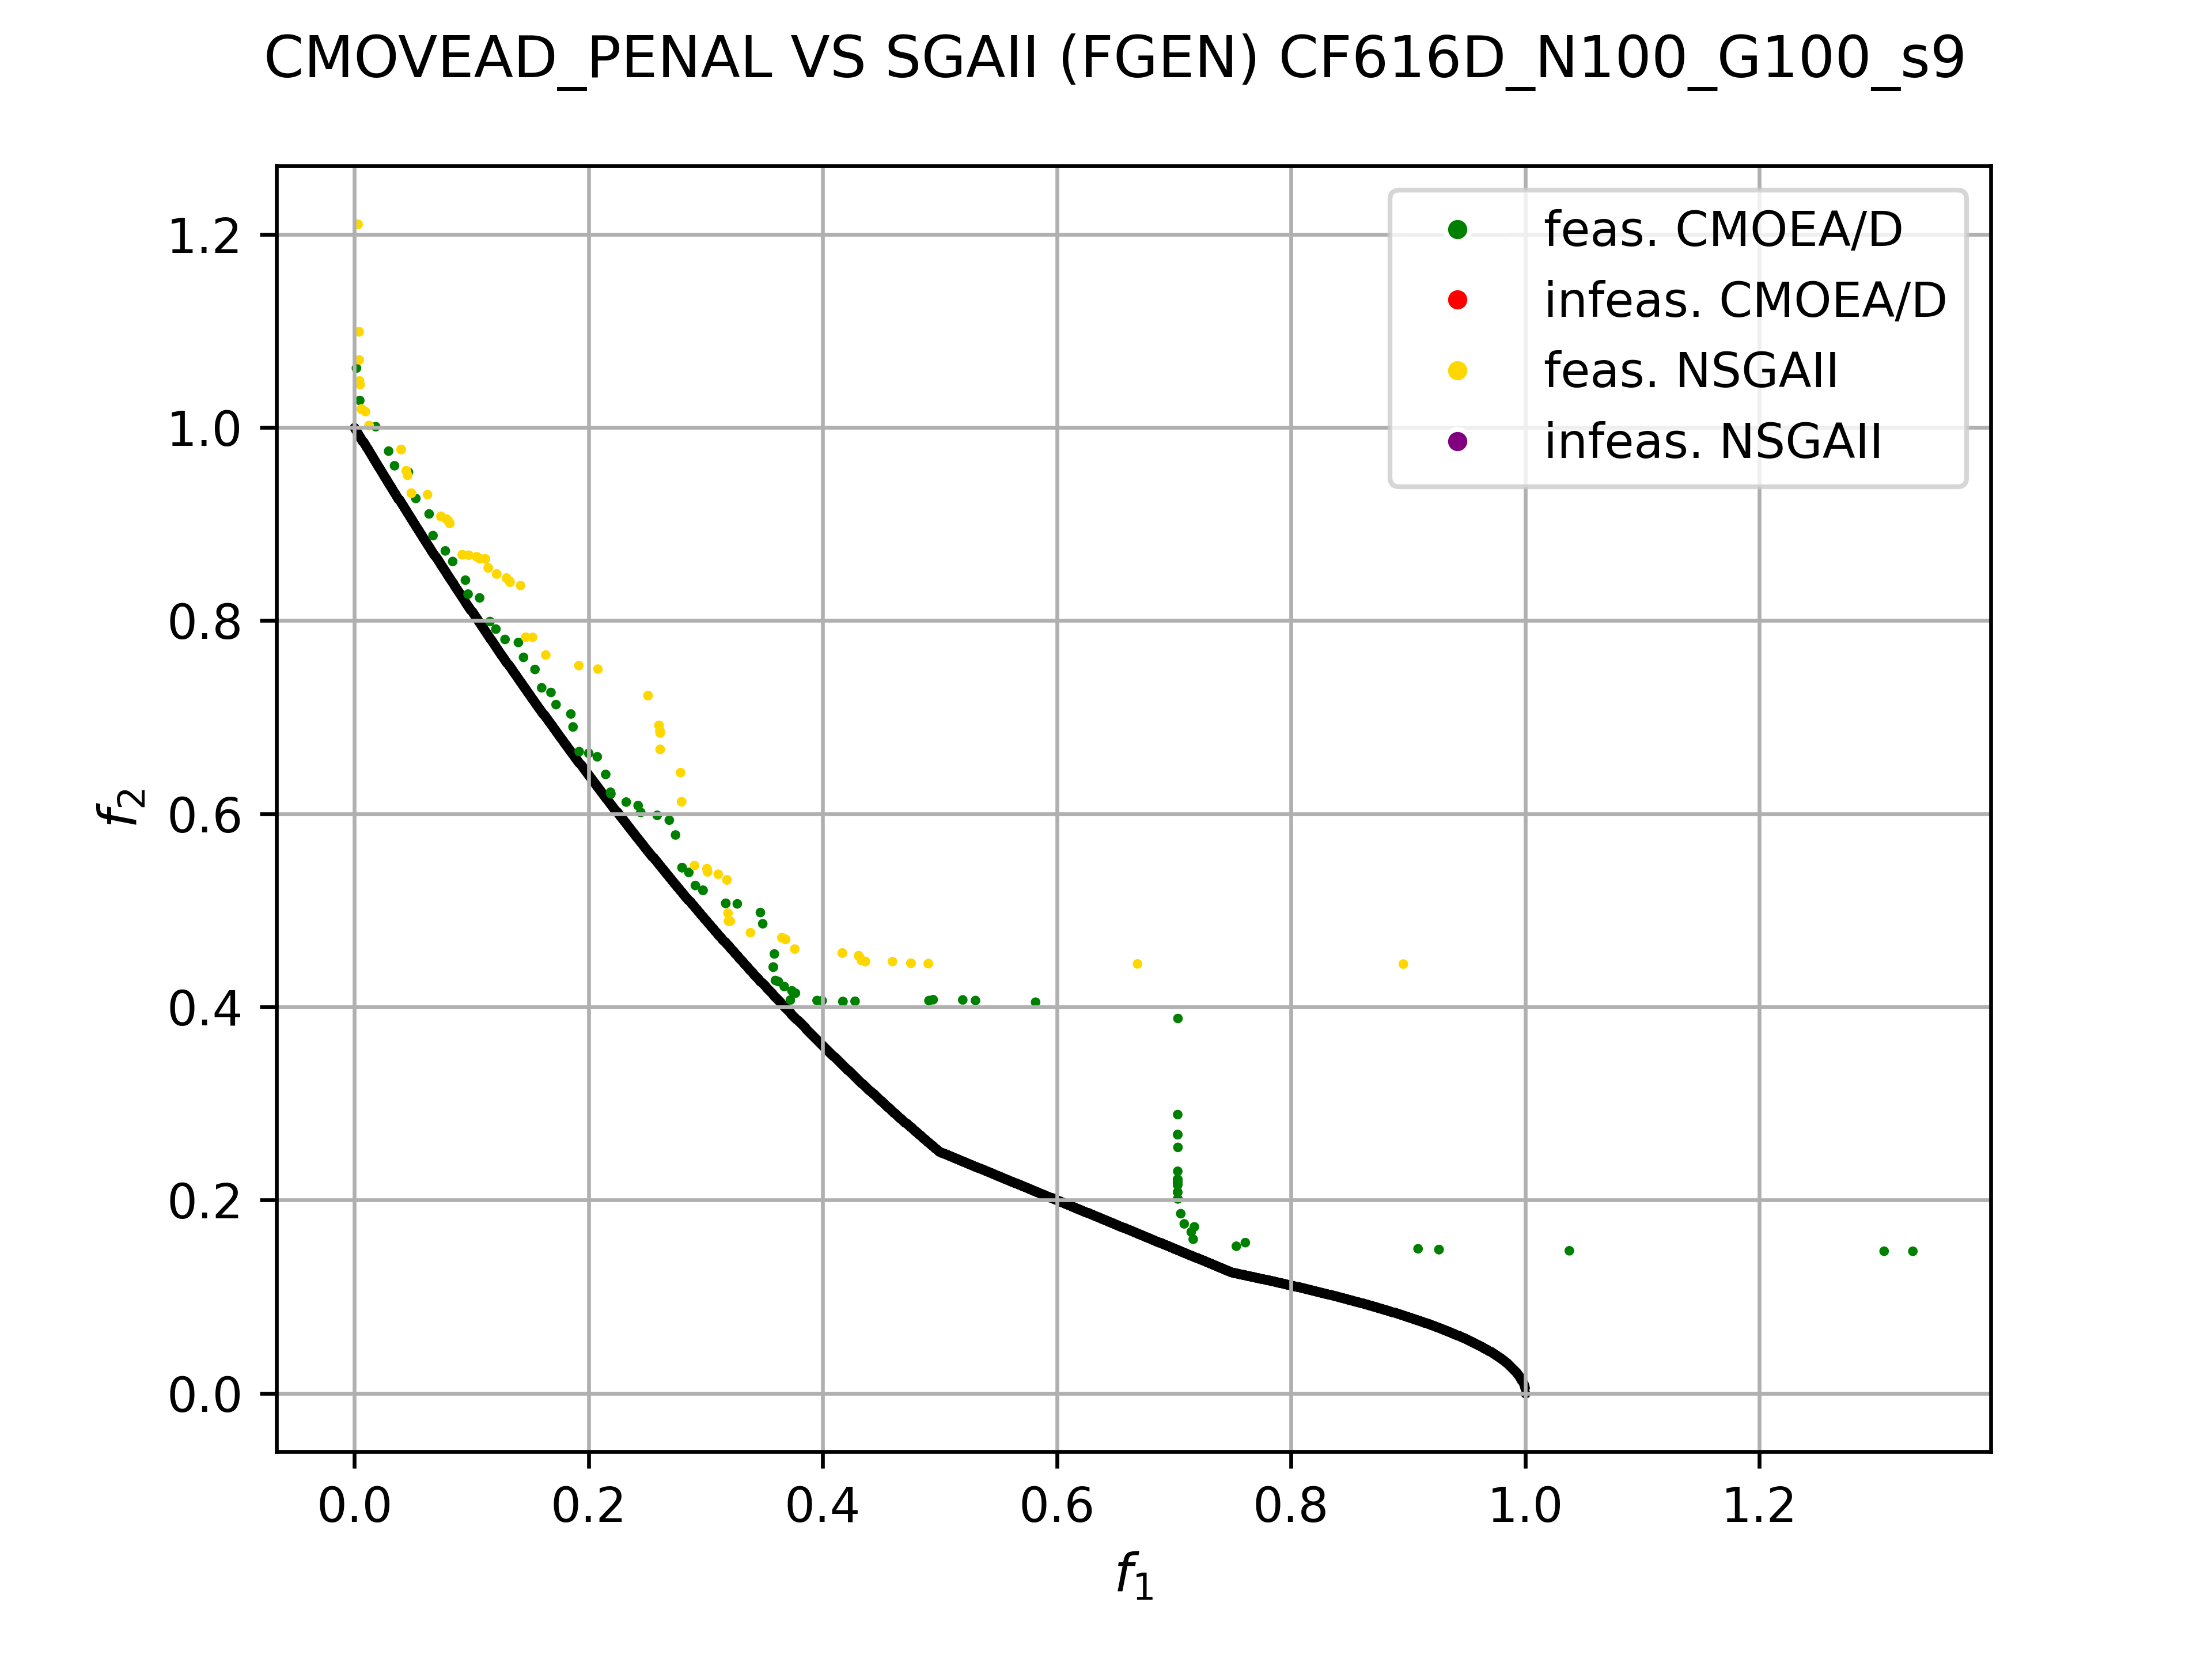 CMOVEAD_PENAL VS SGAII (FGEN) CF616D_N100_G100_s9
feas. CMOEA/D
infeas. CMOEA/D
feas. NSGAII
infeas. NSGAII
1.2
1.0
0.8
0.6
0.4
0.2
0.0
f₂
0.0 0.2 0.4 0.6 0.8 1.0 1.2
f₁